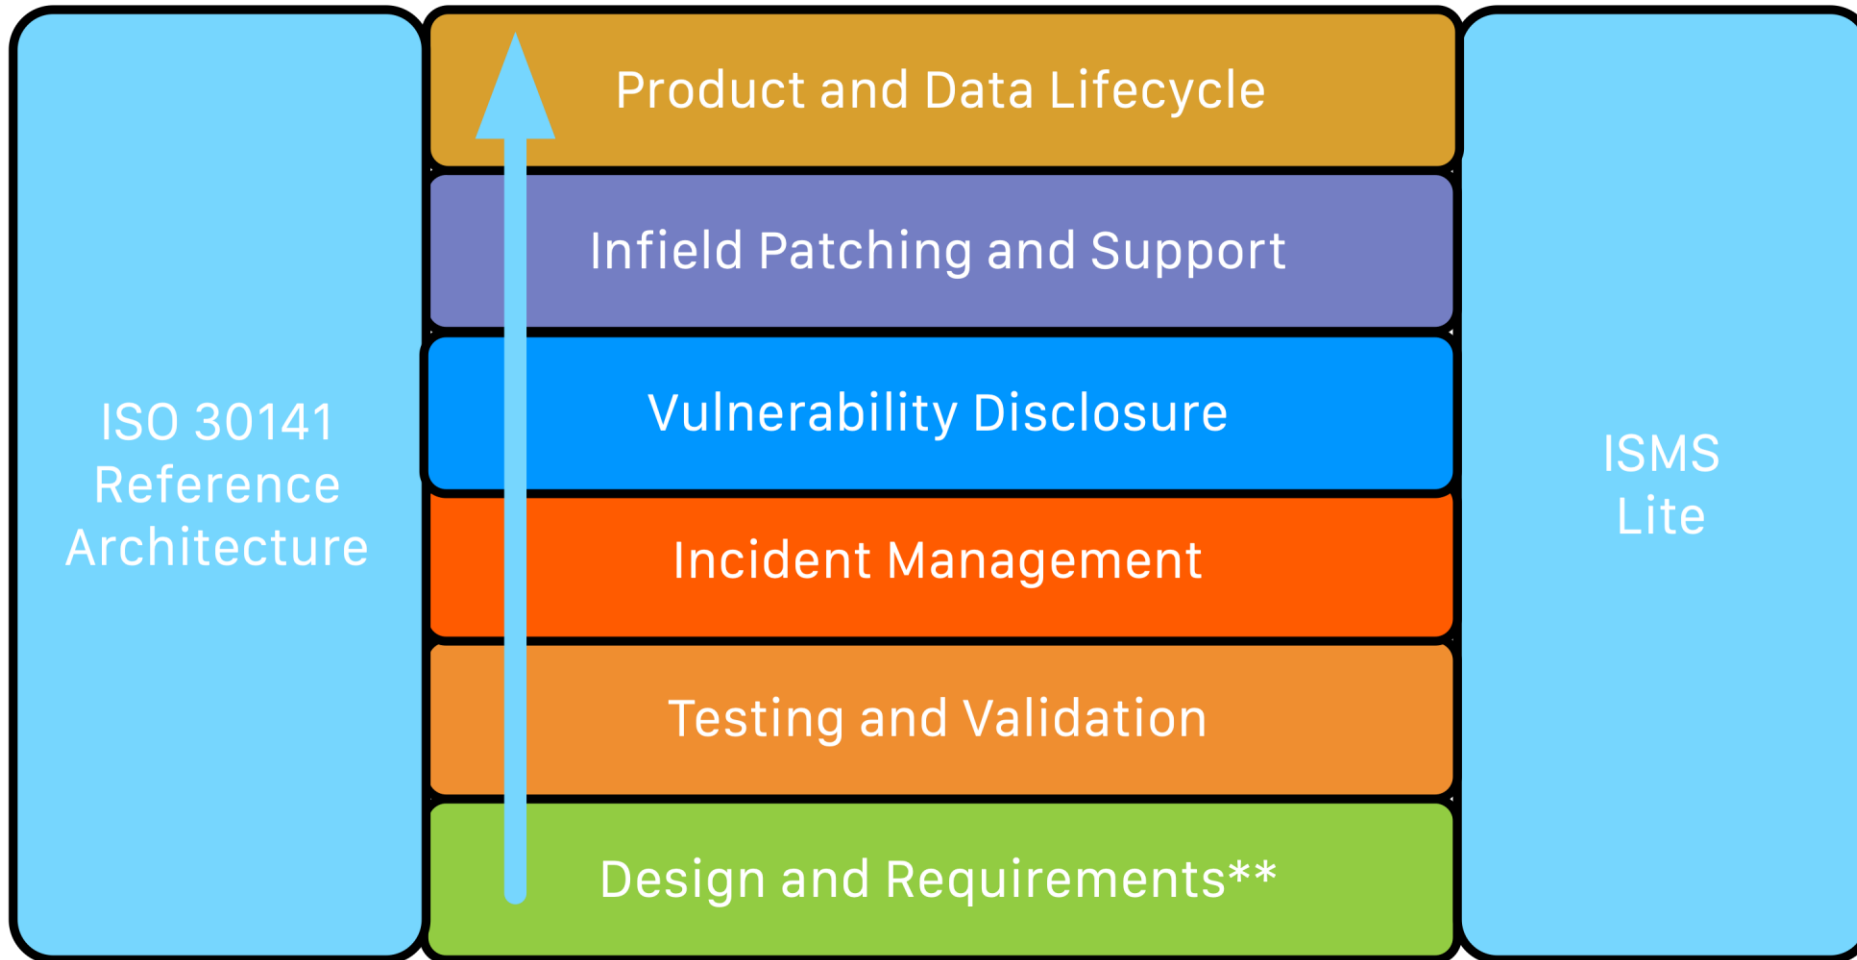 ISO 30141
Reference
Architecture
Product and Data Lifecycle
Infield Patching and Support
Vulnerability Disclosure
Incident Management
Testing and Validation
Design and Requirements**
ISMS
Lite